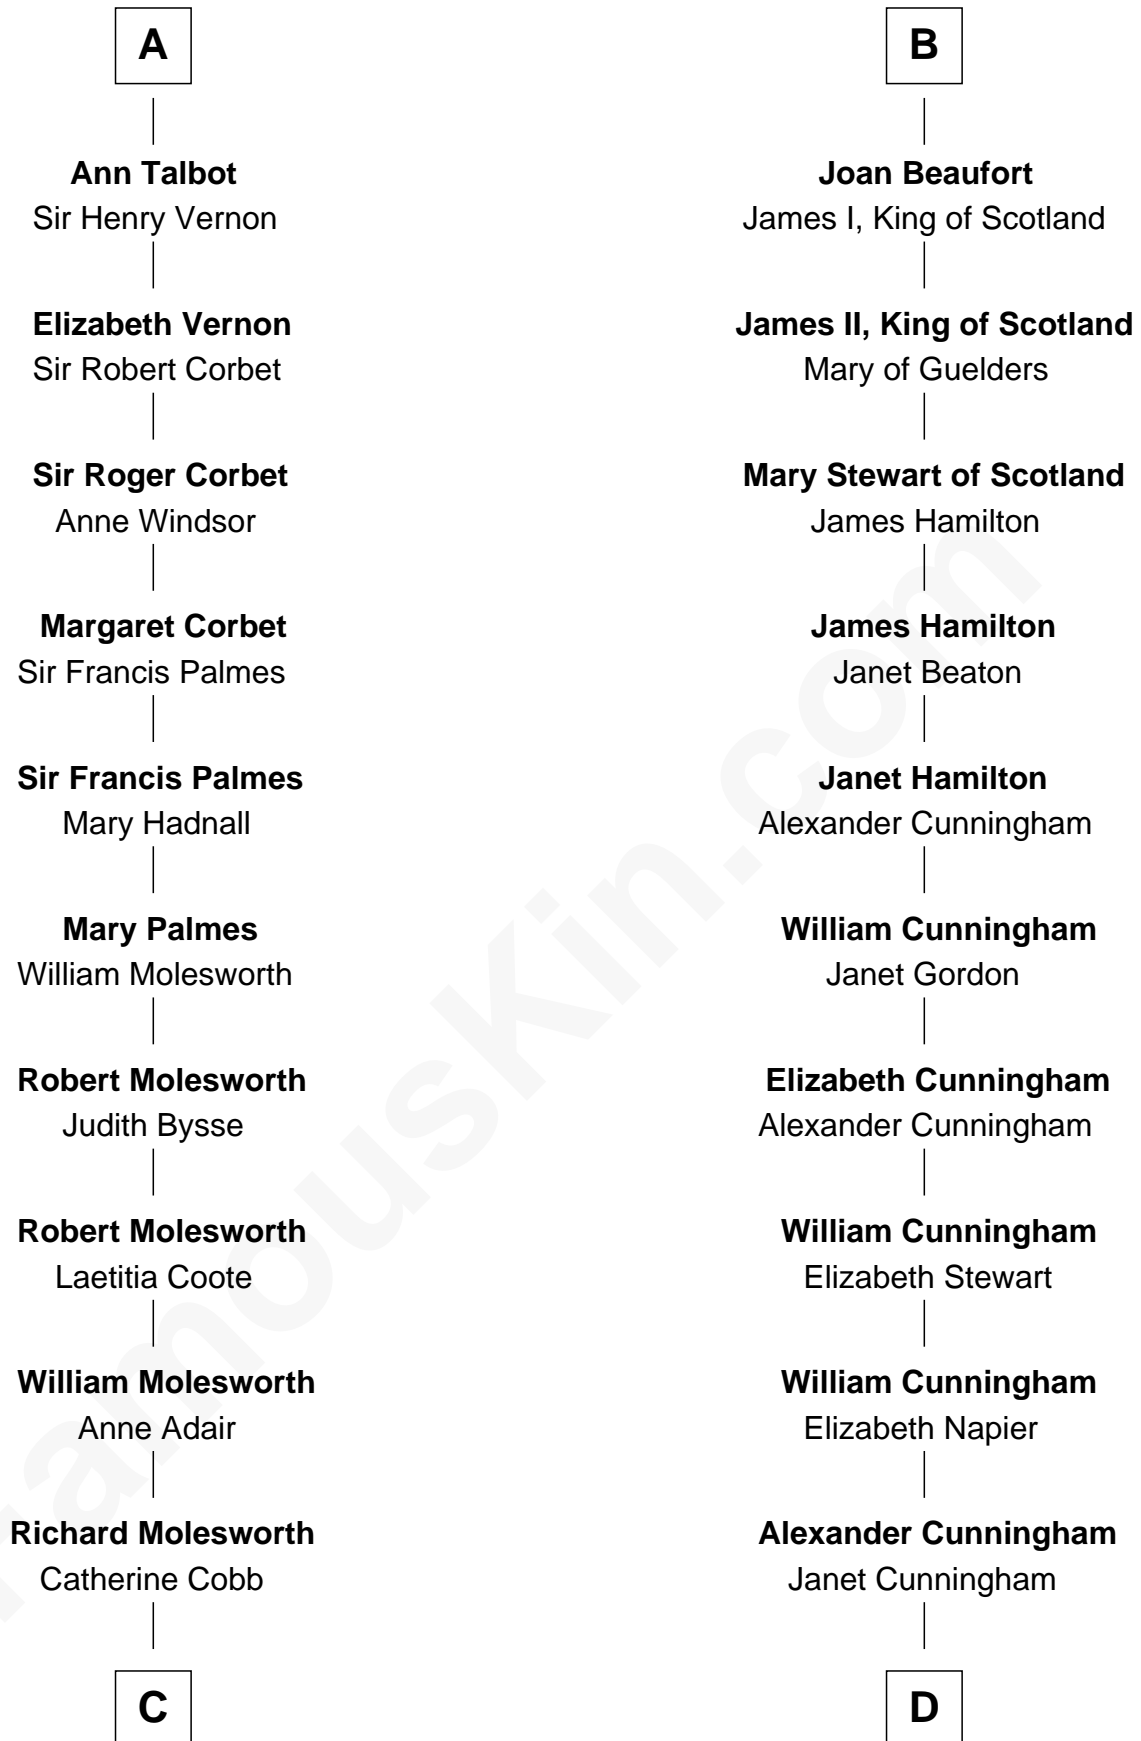 A
Ann Talbot
Sir Henry Vernon
Elizabeth Vernon
Sir Robert Corbet
Sir Roger Corbet
Anne Windsor
Margaret Corbet
Sir Francis Palmes
Sir Francis Palmes
Mary Hadnall
Mary Palmes
William Molesworth
Robert Molesworth
Judith Bysse
Robert Molesworth
Laetitia Coote
William Molesworth
Anne Adair
Richard Molesworth
Catherine Cobb
C
B
Joan Beaufort
James I, King of Scotland
James II, King of Scotland
Mary of Guelders
Mary Stewart of Scotland
James Hamilton
James Hamilton
Janet Beaton
Janet Hamilton
Alexander Cunningham
William Cunningham
Janet Gordon
Elizabeth Cunningham
Alexander Cunningham
William Cunningham
Elizabeth Stewart
William Cunningham
Elizabeth Napier
Alexander Cunningham
Janet Cunningham
D
FamousKin.com